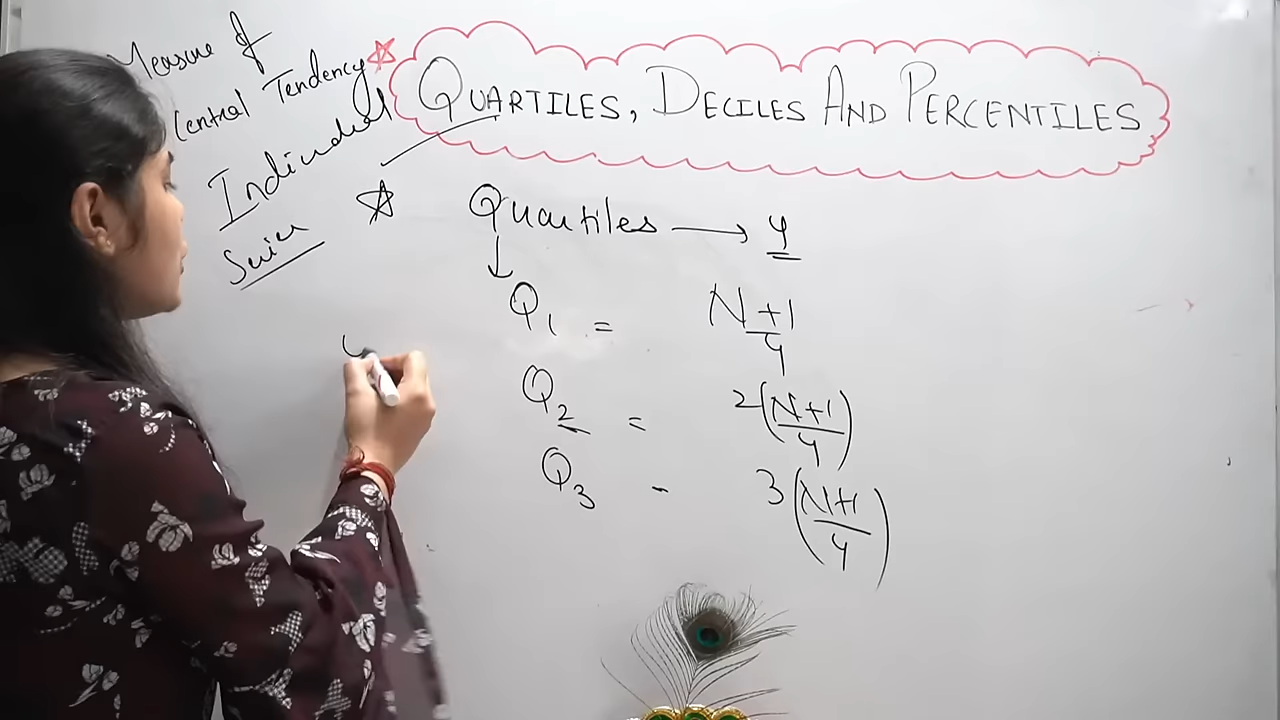 Measure of
Central Tendency
QUARTILES, DECILES AND PERCENTILES
Individual
Series
Quartiles → 4
Q1 = N+1/4
Q2 = 2(N+1/4)
Q3 - 3(N+1/4)